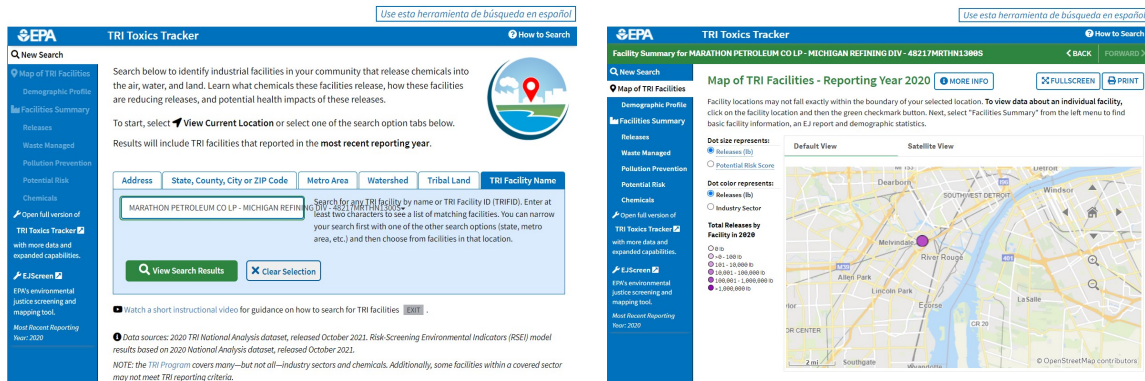 Use esta herramienta de búsqueda en español
EPA
TRI Toxics Tracker
How to Search
New Search
Map of TRI Facilities
Demographic Profile
Facilities Summary
Releases
Waste Managed
Pollution Prevention
Potential Risk
Chemicals
Open full version of
TRI Toxics Tracker
with more data and
expanded capabilities.
EJScreen
EPA's environmental
justice screening and
mapping tool.
Most Recent Reporting
Year: 2020
Search below to identify industrial facilities in your community that release chemicals into
the air, water, and land. Learn what chemicals these facilities release, how these facilities
are reducing releases, and potential health impacts of these releases.
To start, select View Current Location or select one of the search option tabs below.
Results will include TRI facilities that reported in the most recent reporting year.
Address
State, County, City or ZIP Code
Metro Area
Watershed
Tribal Land
TRI Facility Name
MARATHON PETROLEUM CO LP - MICHIGAN REFINING DIV - 48217MRTHN1300S
Search for any TRI facility by name or TRI Facility ID (TRIFID). Enter at
least two characters to see a list of matching facilities. You can narrow
your search first with one of the other search options (state, metro
area, etc.) and then choose from facilities in that location.
View Search Results
Clear Selection
Watch a short instructional video for guidance on how to search for TRI facilities EXIT .
Data sources: 2020 TRI National Analysis dataset, released October 2021. Risk-Screening Environmental Indicators (RSEI) model
results based on 2020 National Analysis dataset, released October 2021.
NOTE: the TRI Program covers many—but not all—industry sectors and chemicals. Additionally, some facilities within a covered sector
may not meet TRI reporting criteria.
Use esta herramienta de búsqueda en español
EPA
TRI Toxics Tracker
How to Search
Facility Summary for MARATHON PETROLEUM CO LP - MICHIGAN REFINING DIV - 48217MRTHN1300S
BACK
FORWARD
New Search
Map of TRI Facilities
Demographic Profile
Facilities Summary
Releases
Waste Managed
Pollution Prevention
Potential Risk
Chemicals
Open full version of
TRI Toxics Tracker
with more data and
expanded capabilities.
EJScreen
EPA's environmental
justice screening and
mapping tool.
Most Recent Reporting
Year: 2020
Map of TRI Facilities - Reporting Year 2020
MORE INFO
FULLSCREEN
PRINT
Facility locations may not fall exactly within the boundary of your selected location. To view data about an individual facility,
click on the facility location and then the green checkmark button. Next, select "Facilities Summary" from the left menu to find
basic facility information, an EJ report and demographic statistics.
Dot size represents:
Releases (lb)
Potential Risk Score
Dot color represents:
Releases (lb)
Industry Sector
Total Releases by
Facility in 2020
0 lb
>0 - 100 lb
101 - 10,000 lb
10,001 - 100,000 lb
100,001 - 1,000,000 lb
>1,000,000 lb
Default View
Satellite View
Detroit
Dearborn
SOUTHWEST DETROIT
Windsor
Melvindale
River Rouge
401
Allen Park
Lincoln Park
Ecorse
LaSalle
CR 20
OR CENTER
2 mi
Southgate
Wyandotte
© OpenStreetMap contributors